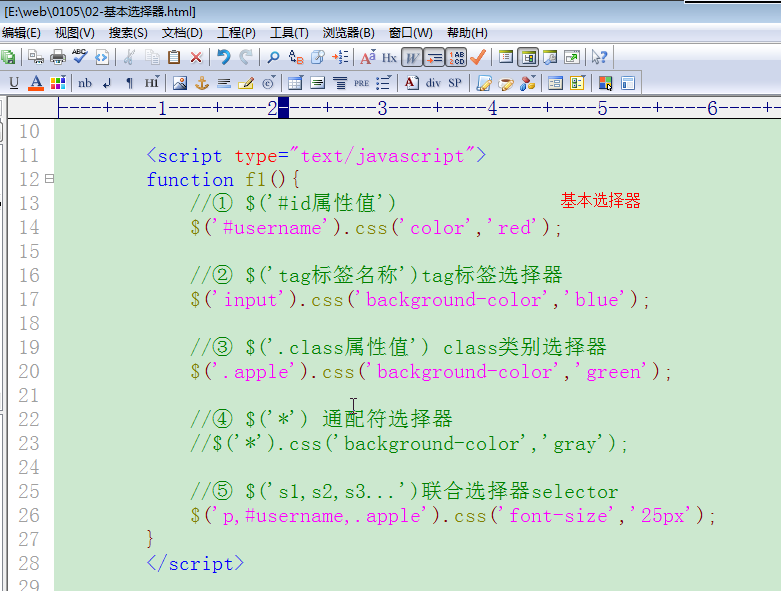 [E:\web\0105\02-基本选择器.html]
编辑(E) 视图(V) 搜索(S) 文档(D) 工程(P) 工具(T) 浏览器(B) 窗口(W) 帮助(H)
Hx W
U A nb ¶ HI PRE A div SP
|----+----1----+----2----+----3----+----4----+----5----+----6----+
10
11 <script type="text/javascript">
12 function f1(){
13 //① $('#id属性值') 基本选择器
14 $('#username').css('color','red');
15
16 //② $('tag标签名称')tag标签选择器
17 $('input').css('background-color','blue');
18
19 //③ $('.class属性值') class类别选择器
20 $('.apple').css('background-color','green');
21
22 //④ $('*') 通配符选择器
23 //$('*').css('background-color','gray');
24
25 //⑤ $('s1,s2,s3...')联合选择器selector
26 $('p,#username,.apple').css('font-size','25px');
27 }
28 </script>
29